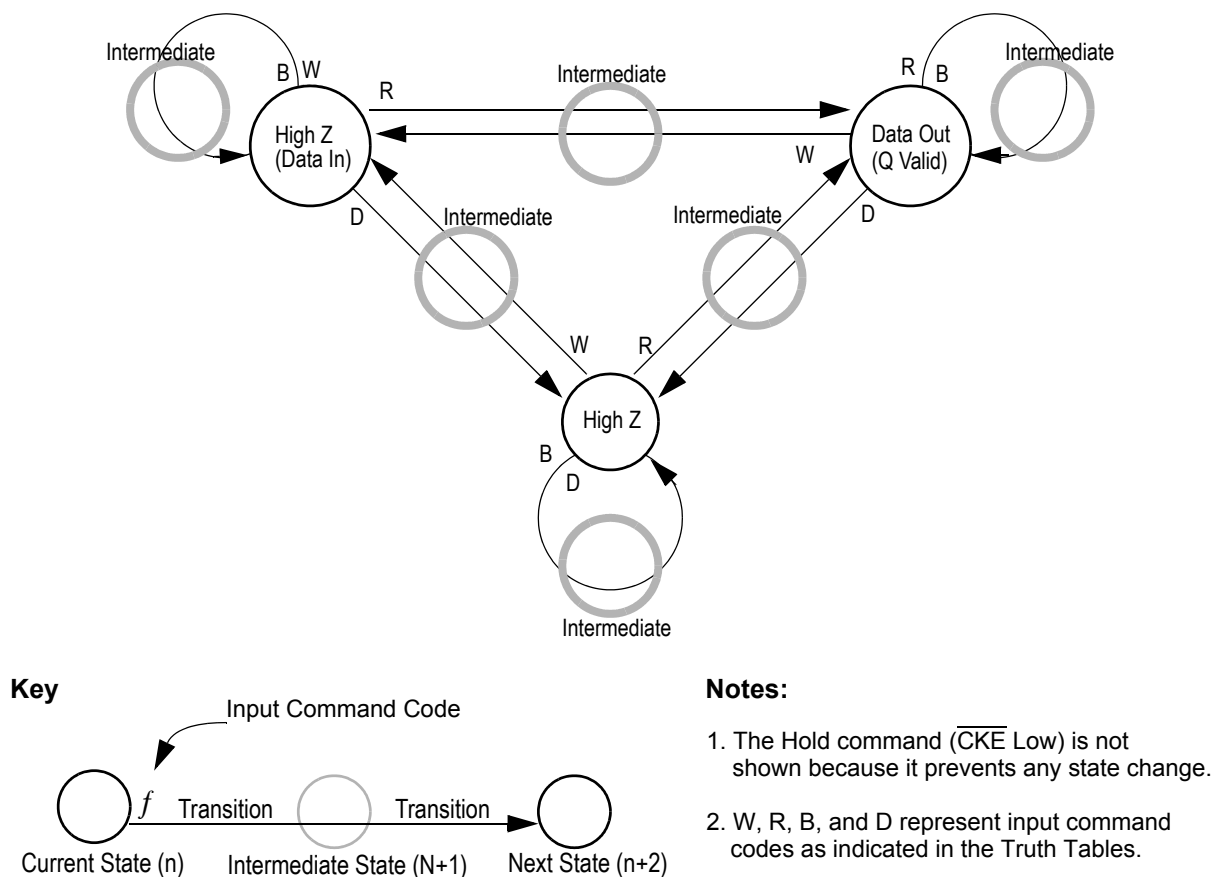 Intermediate
B W
R
Intermediate
R B
Intermediate
High Z
(Data In)
Data Out
(Q Valid)
W
D
Intermediate
Intermediate
D
W
R
High Z
B
D
Intermediate
Key
Input Command Code
f
Transition
Transition
Current State (n)
Intermediate State (N+1)
Next State (n+2)
Notes:
1. The Hold command (C̅K̅E̅ Low) is not
shown because it prevents any state change.
2. W, R, B, and D represent input command
codes as indicated in the Truth Tables.